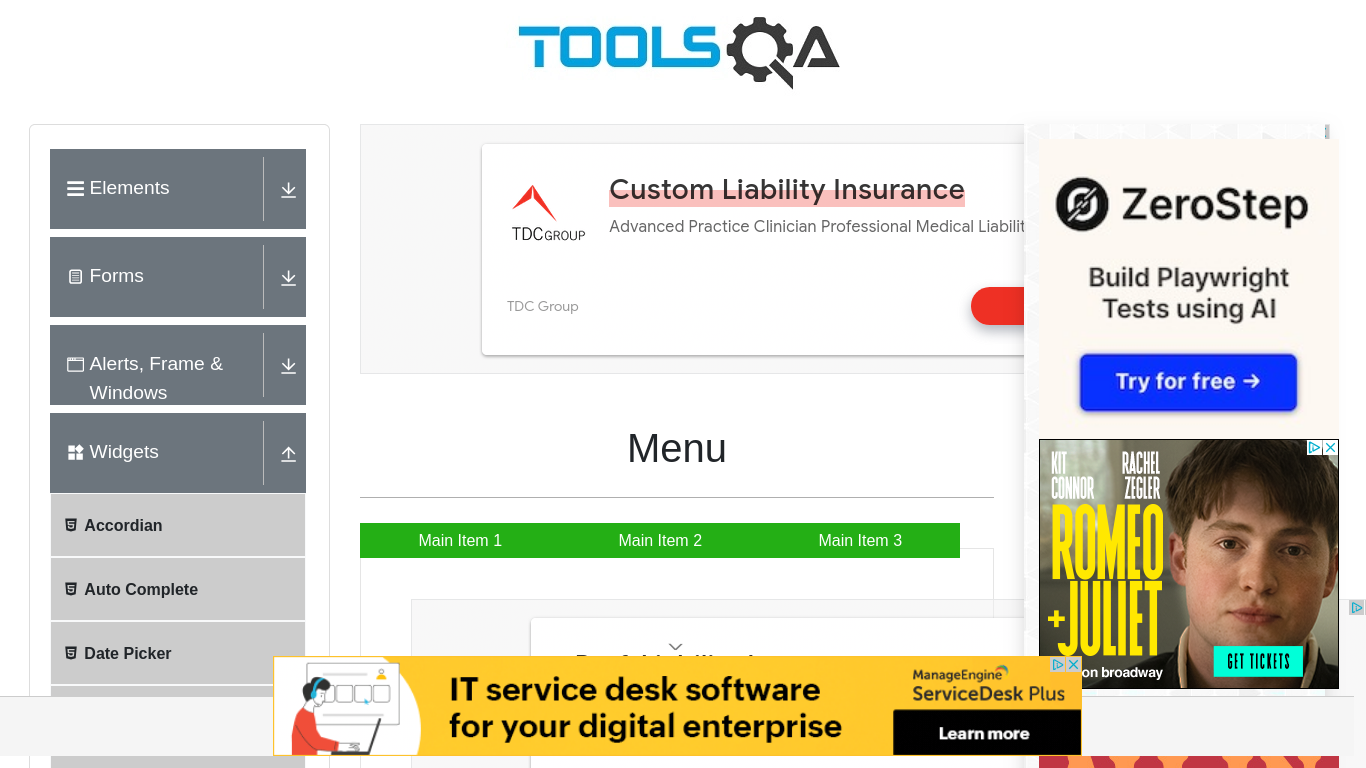 TOOLSQA
Elements
Forms
Alerts, Frame &
Windows
Widgets
Accordian
Auto Complete
Date Picker
Custom Liability Insurance
TDCGROUP
Advanced Practice Clinician Professional Medical
TDC Group
Menu
Main Item 1
Main Item 2
Main Item 3
ZeroStep
Build Playwright
Tests using AI
Try for free →
KIT
CONNOR
RACHEL
ZEGLER
ROMEO
+JULIET
on broadway
GET TICKETS
IT service desk software
for your digital enterprise
ManageEngine
ServiceDesk Plus
Learn more